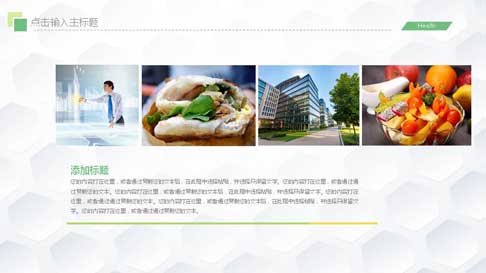 点击输入主标题
Health
添加标题
您的内容打在这里，或者通过复制您的文本后，在此框中选择粘贴，并选择只保留文字。您的内容打在这里，或者通过通
过复制您的文本。您的内容打在这里，或者通过复制您的文本后，在此框中选择粘贴，并选择只保留文字。您的内容打在
这里，或者通过通过复制您的文本。您的内容打在这里，或者通过复制您的文本后，在此框中选择粘贴，并选择只保留文
字。您的内容打在这里，或者通过通过复制您的文本。